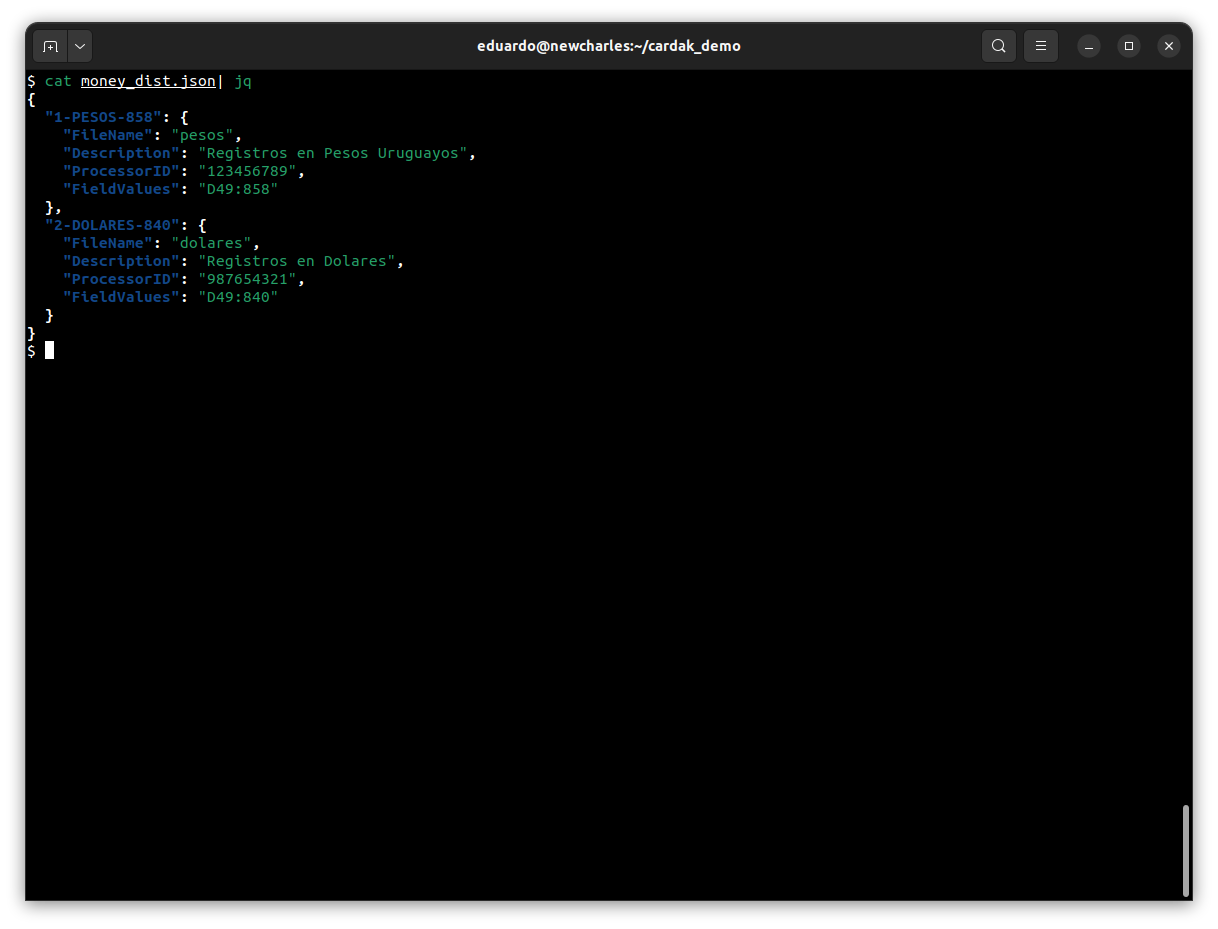 eduardo@newcharles:~/cardak_demo
$ cat money_dist.json| jq
{
  "1-PESOS-858": {
    "FileName": "pesos",
    "Description": "Registros en Pesos Uruguayos",
    "ProcessorID": "123456789",
    "FieldValues": "D49:858"
  },
  "2-DOLARES-840": {
    "FileName": "dolares",
    "Description": "Registros en Dolares",
    "ProcessorID": "987654321",
    "FieldValues": "D49:840"
  }
}
$